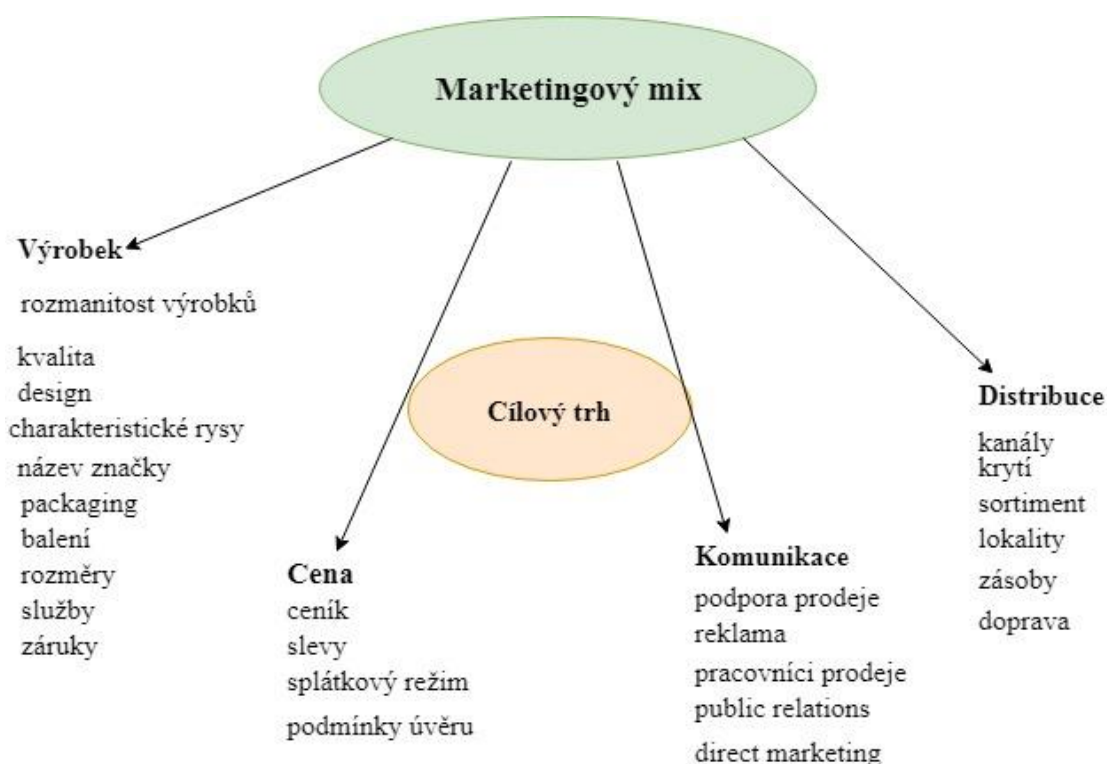 Marketingový mix
Výrobek
rozmanitost výrobků
kvalita
design
charakteristické rysy
název značky
packaging
balení
rozměry
služby
záruky
Cílový trh
Cena
ceník
slevy
splátkový režim
podmínky úvěru
Komunikace
podpora prodeje
reklama
pracovníci prodeje
public relations
direct marketing
Distribuce
kanály
krytí
sortiment
lokality
zásoby
doprava